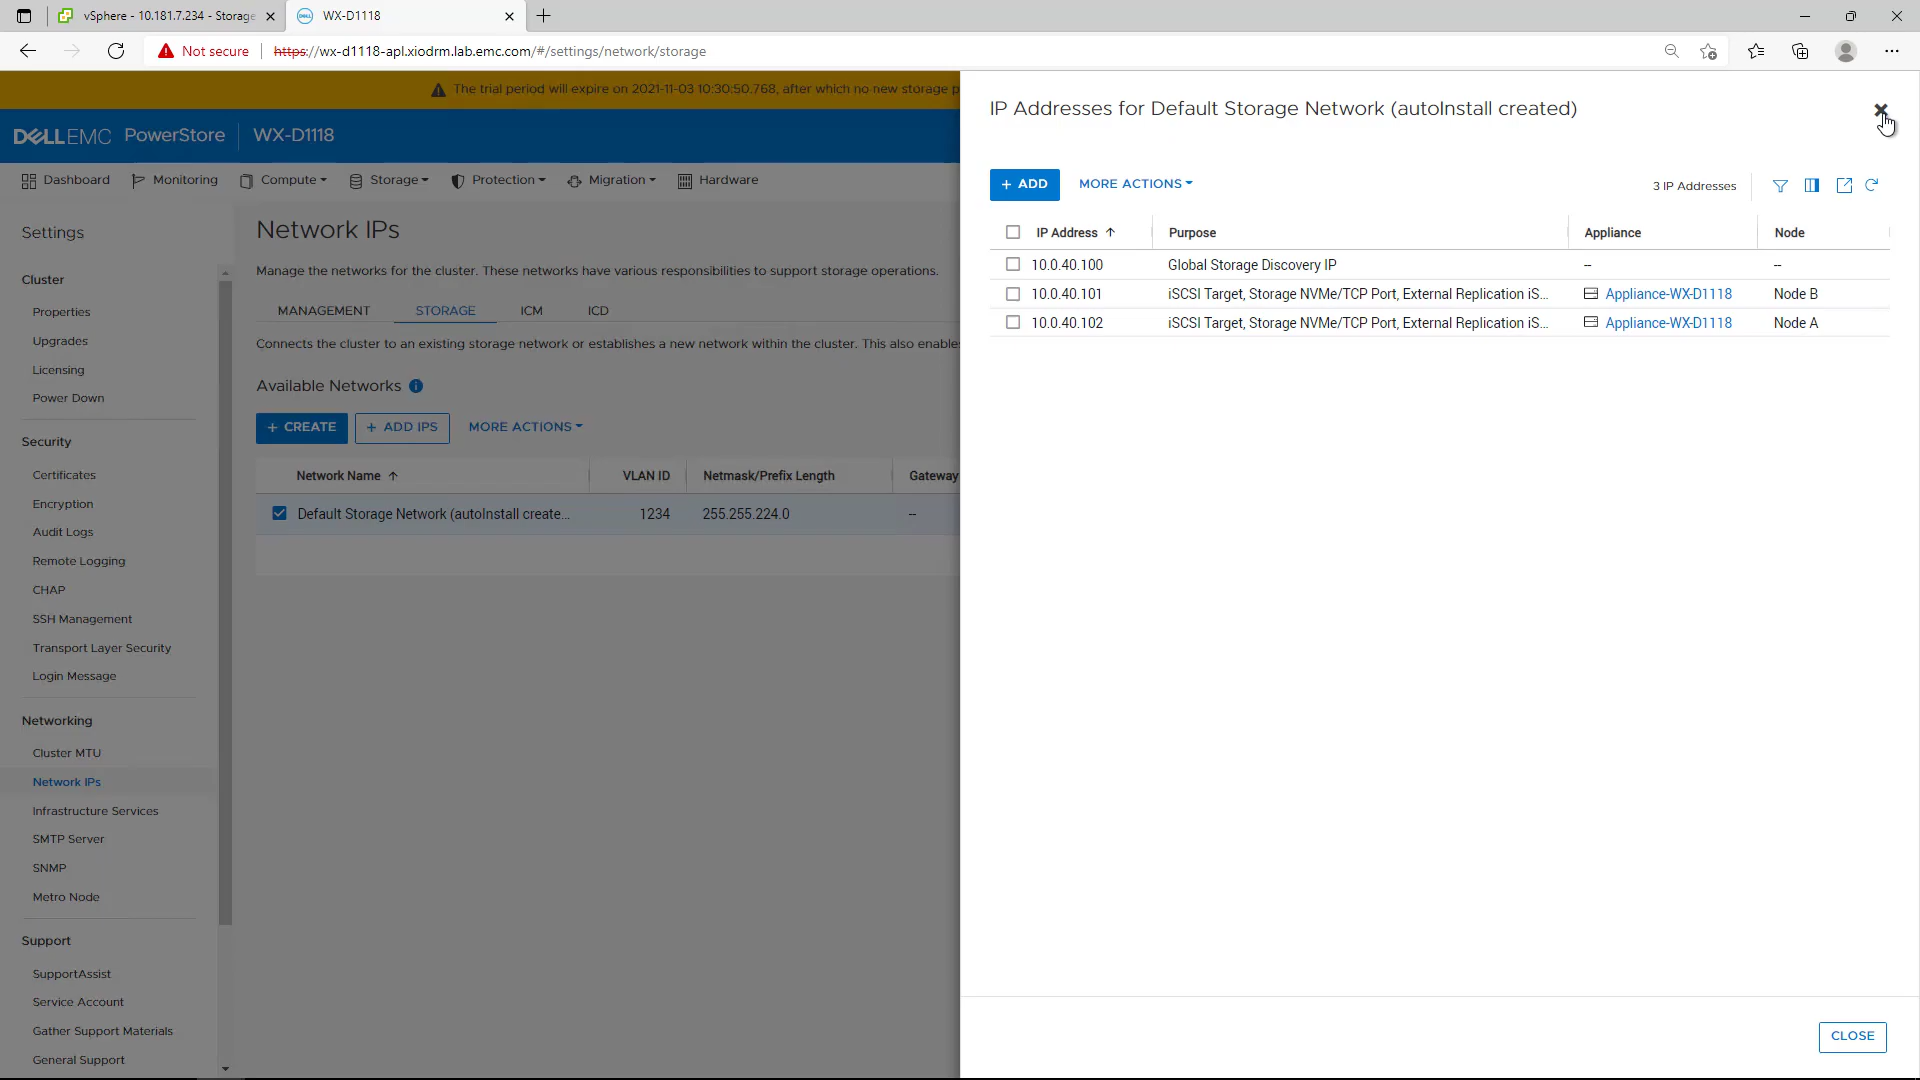 vSphere - 10.181.7.234 - Storage
WX-D1118
Not secure
https://wx-d1118-apl.xiodrm.lab.emc.com/#/settings/network/storage
The trial period will expire on 2021-11-03 10:30:50.768, after which no new storage p
DELLEMC PowerStore WX-D1118
Dashboard Monitoring Compute Storage Protection Migration Hardware
Settings
Cluster
Properties
Upgrades
Licensing
Power Down
Security
Certificates
Encryption
Audit Logs
Remote Logging
CHAP
SSH Management
Transport Layer Security
Login Message
Networking
Cluster MTU
Network IPs
Infrastructure Services
SMTP Server
SNMP
Metro Node
Support
SupportAssist
Service Account
Gather Support Materials
General Support
Network IPs
Manage the networks for the cluster. These networks have various responsibilities to support storage operations.
MANAGEMENT STORAGE ICM ICD
Connects the cluster to an existing storage network or establishes a new network within the cluster. This also enable
Available Networks
+ CREATE + ADD IPS MORE ACTIONS
Network Name VLAN ID Netmask/Prefix Length Gateway
Default Storage Network (autoInstall create... 1234 255.255.224.0 --
IP Addresses for Default Storage Network (autoInstall created)
+ ADD MORE ACTIONS 3 IP Addresses
IP Address Purpose Appliance Node
10.0.40.100 Global Storage Discovery IP -- --
10.0.40.101 iSCSI Target, Storage NVMe/TCP Port, External Replication iS... Appliance-WX-D1118 Node B
10.0.40.102 iSCSI Target, Storage NVMe/TCP Port, External Replication iS... Appliance-WX-D1118 Node A
CLOSE